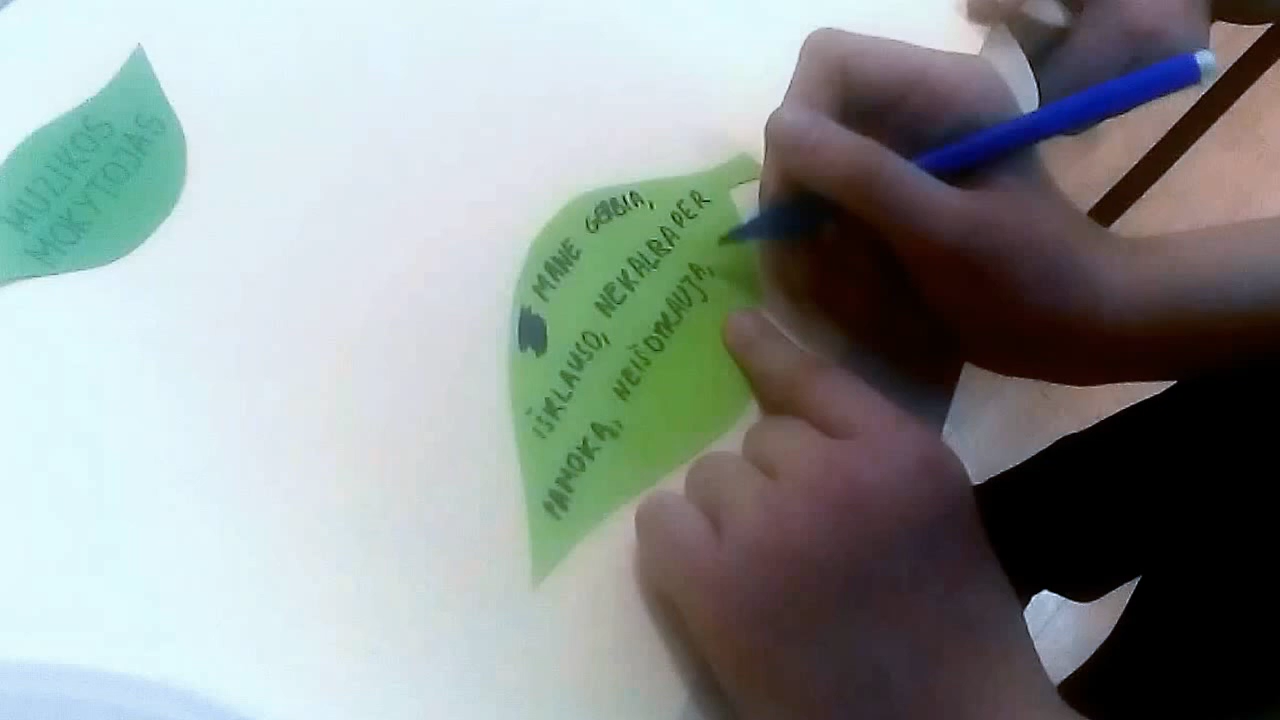 MUZIKOS
MOKYTOJAS
MANE GERBIA,
IŠKLAUSO, NEKALBA PER
PAMOKĄ, NEIŠDYKAUJA,